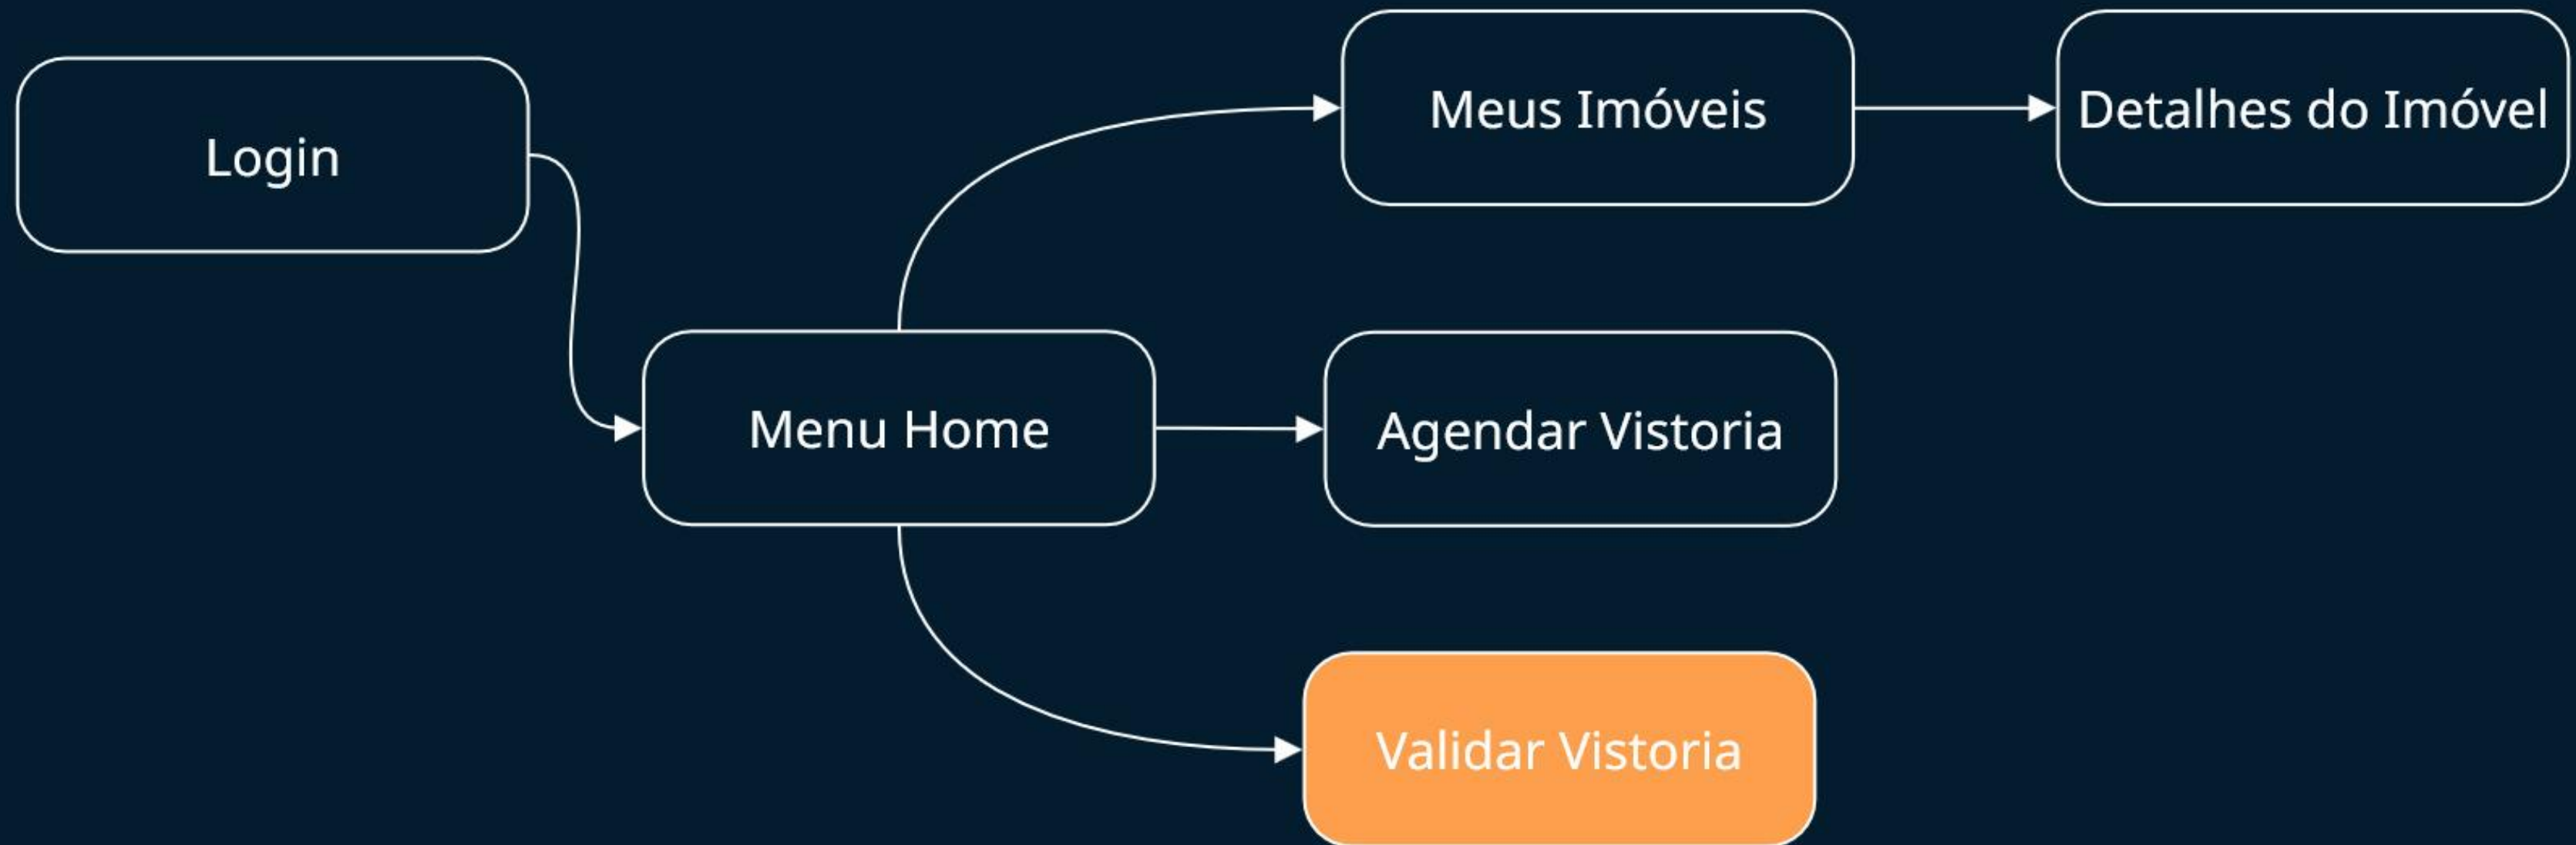 Login
Menu Home
Meus Imóveis
Detalhes do Imóvel
Agendar Vistoria
Validar Vistoria